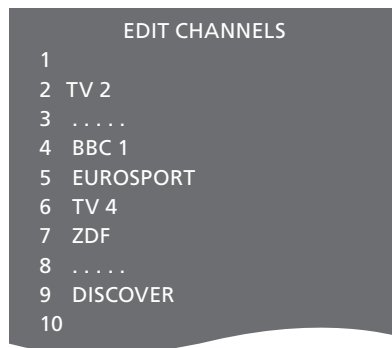 EDIT CHANNELS
1
2 TV 2
3 .....
4 BBC 1
5 EUROSPORT
6 TV 4
7 ZDF
8 .....
9 DISCOVER
10